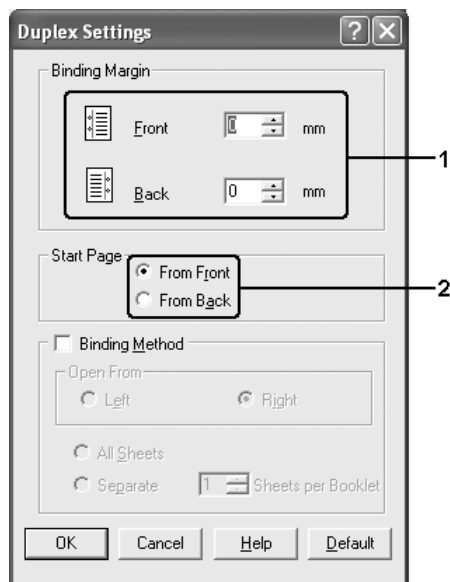 Duplex Settings
Binding Margin
Front 0 mm
1
Back 0 mm
Start Page
From Front
From Back
2
Binding Method
Open From
Left Right
All Sheets
Separate 1 Sheets per Booklet
OK Cancel Help Default